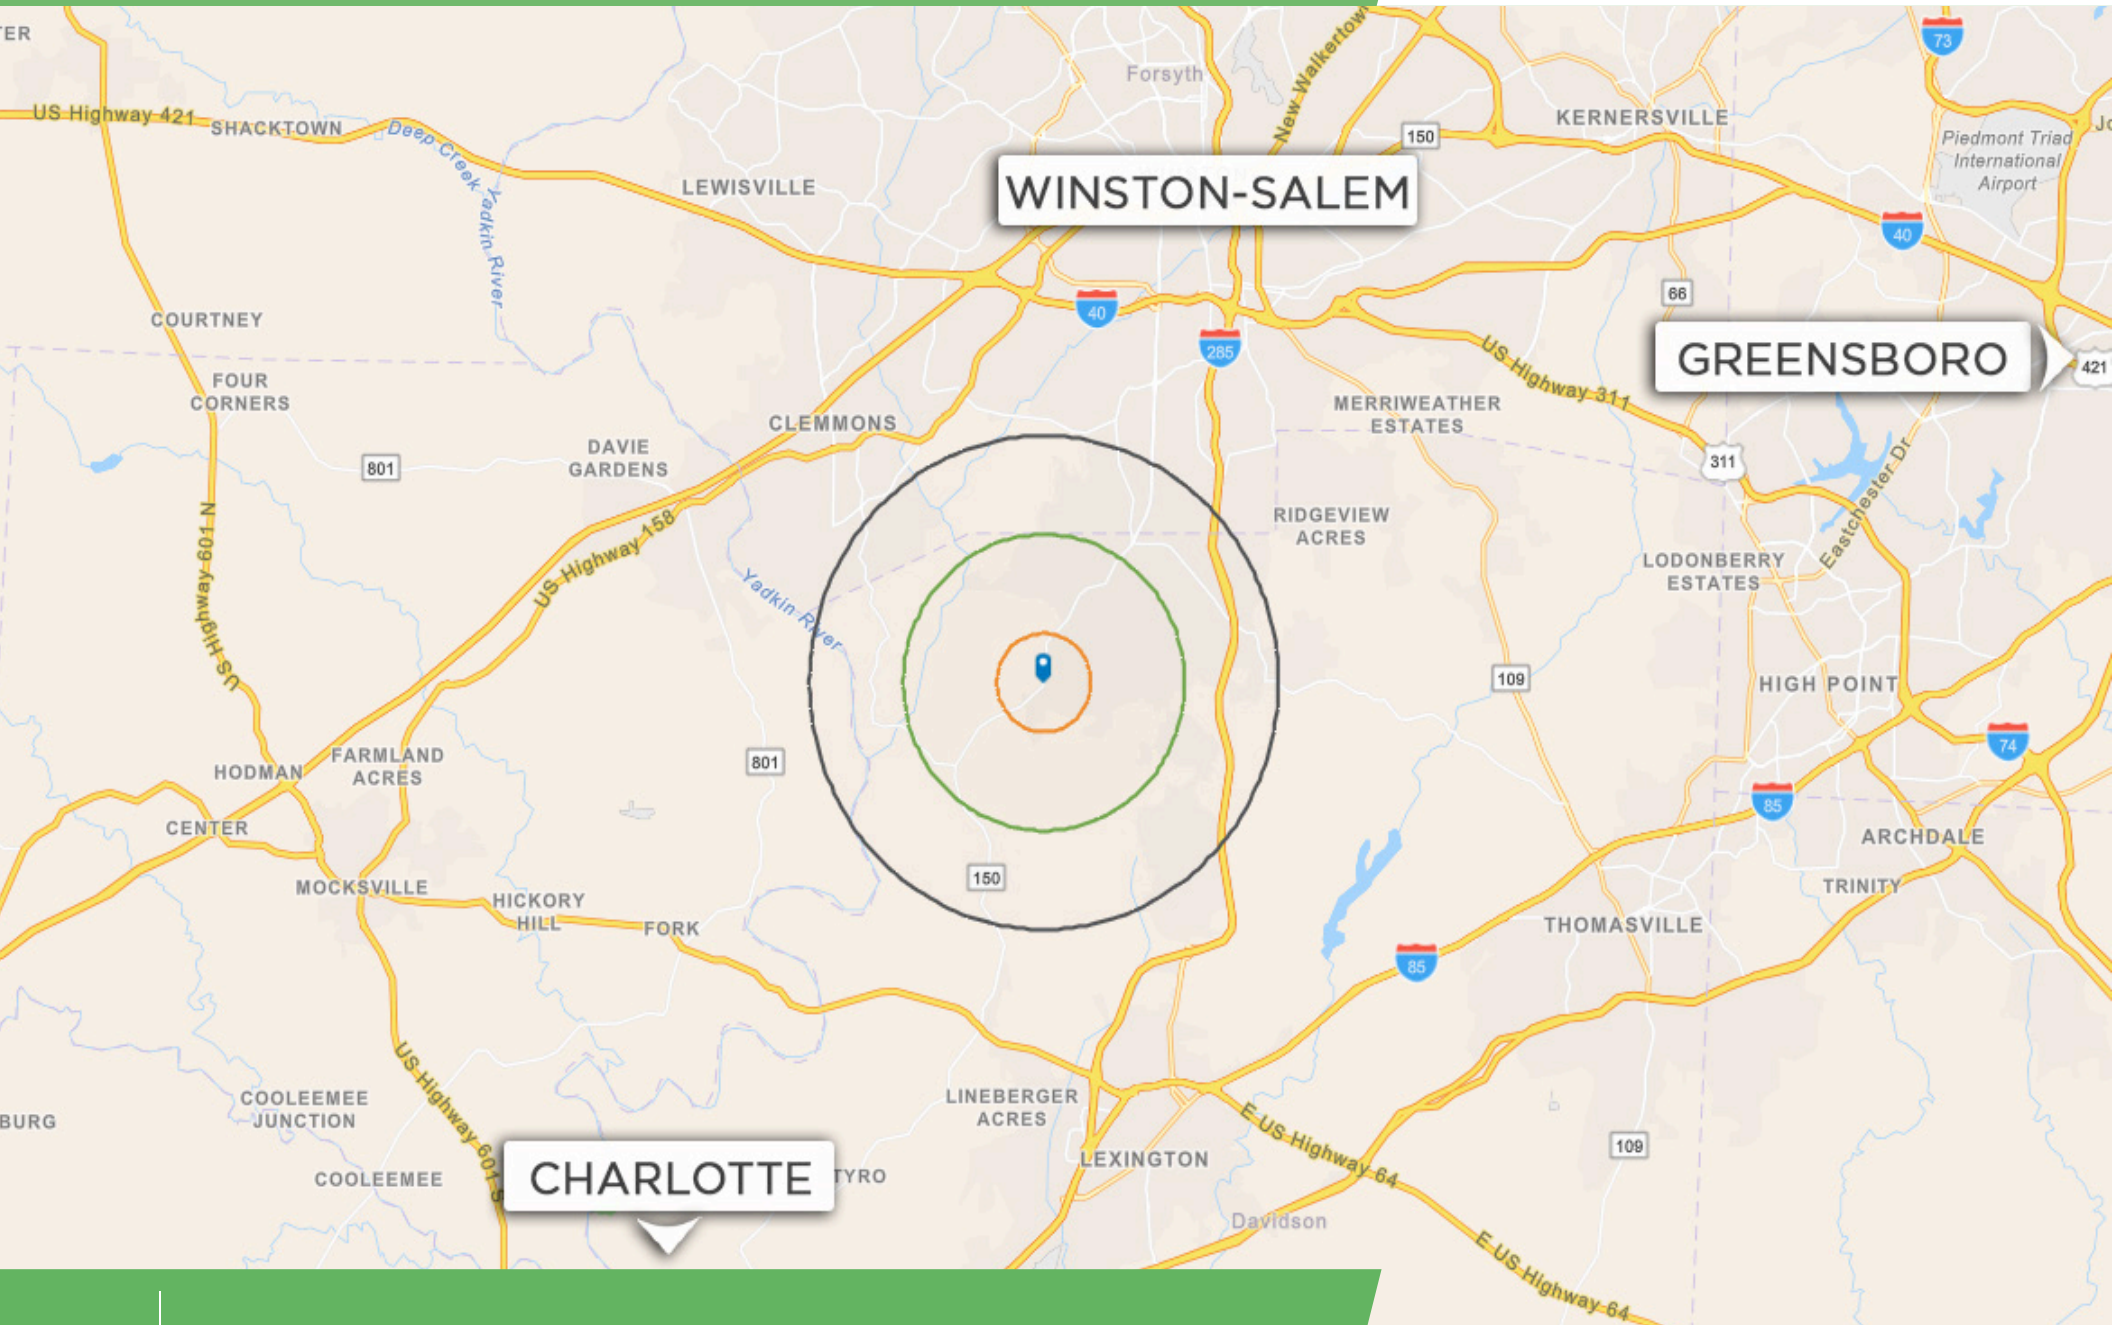 ER
73
Forsyth
New Walkertown
US Highway 421
SHACKTOWN
Deep Creek
150
KERNERSVILLE
Jo
Piedmont Triad
International
Airport
LEWISVILLE
WINSTON-SALEM
Yadkin River
40
66
40
COURTNEY
285
GREENSBORO
421
US Highway 311
FOUR
CORNERS
CLEMMONS
MERRIWEATHER
ESTATES
DAVIE
GARDENS
801
311
Eastchester Dr
US Highway 158
RIDGEVIEW
ACRES
US Highway 601 N
LODONBERRY
ESTATES
Yadkin River
109
HIGH POINT
74
HODMAN
FARMLAND
ACRES
801
85
CENTER
ARCHDALE
MOCKSVILLE
150
TRINITY
HICKORY
HILL
FORK
THOMASVILLE
85
US Highway 601 S
COOLEEMEE
JUNCTION
LINEBERGER
ACRES
BURG
E US Highway 64
109
CHARLOTTE
TYRO
LEXINGTON
COOLEEMEE
Davidson
E US Highway 64